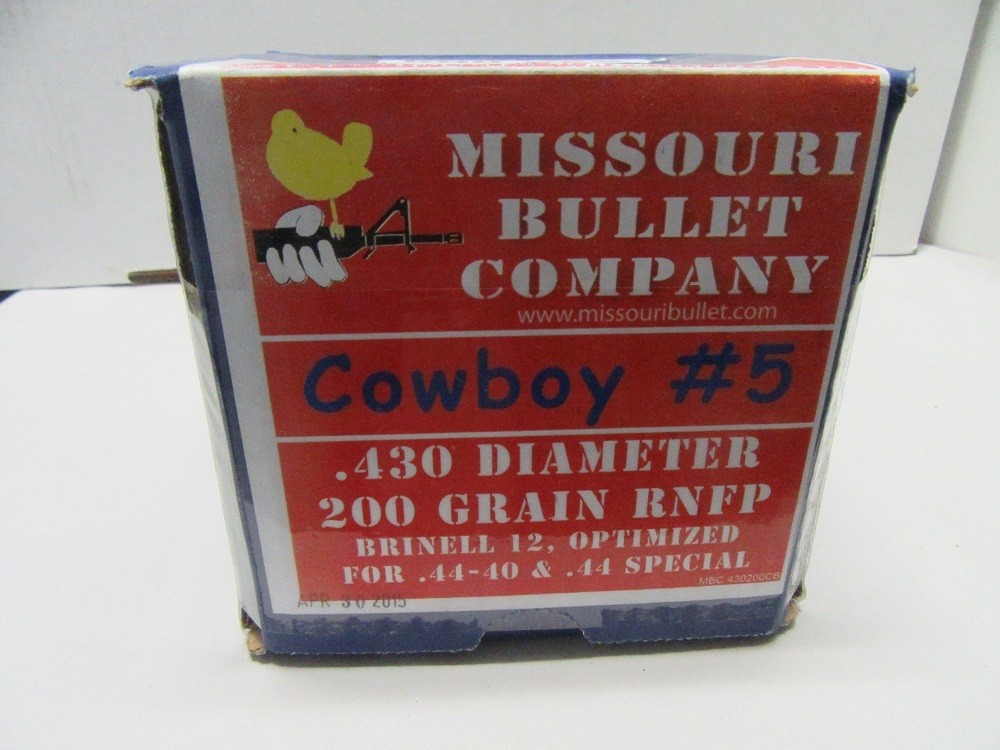 MISSOURI
BULLET
COMPANY
www.missouribullet.com
Cowboy #5
.430 DIAMETER
200 GRAIN RNFP
BRINELL 12, OPTIMIZED
FOR .44-40 & .44 SPECIAL
MBC 430200CB
APR 30 2015